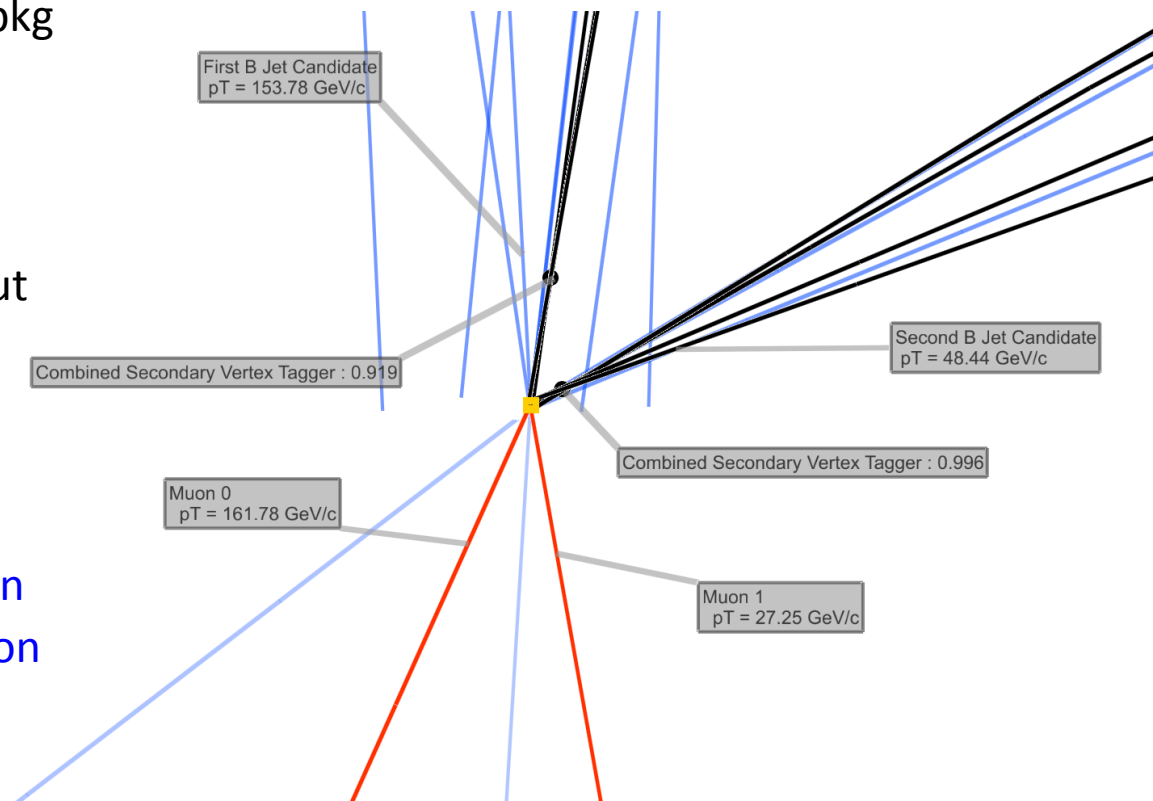 First B Jet Candidate
pT = 153.78 GeV/c
Combined Secondary Vertex Tagger : 0.919
Second B Jet Candidate
pT = 48.44 GeV/c
Combined Secondary Vertex Tagger : 0.996
Muon 0
pT = 161.78 GeV/c
Muon 1
pT = 27.25 GeV/c